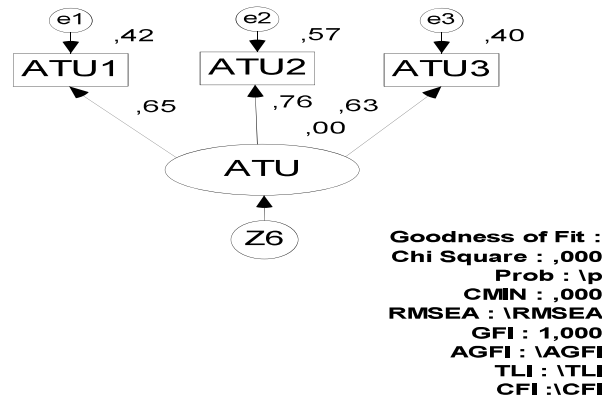 e1 e2 e3
,42 ,57 ,40
ATU1 ATU2 ATU3
,65 ,76 ,63
,00
ATU
Z6
Goodness of Fit :
Chi Square : ,000
Prob : \p
CMIN : ,000
RMSEA : \RMSEA
GFI : 1,000
AGFI : \AGFI
TLI : \TLI
CFI :\CFI